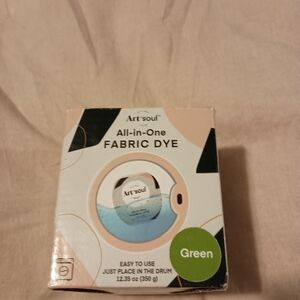 Art soul
All-in-One
FABRIC DYE
Art soul
Green
EASY TO USE
JUST PLACE IN THE DRUM
12.35 oz (350 g)